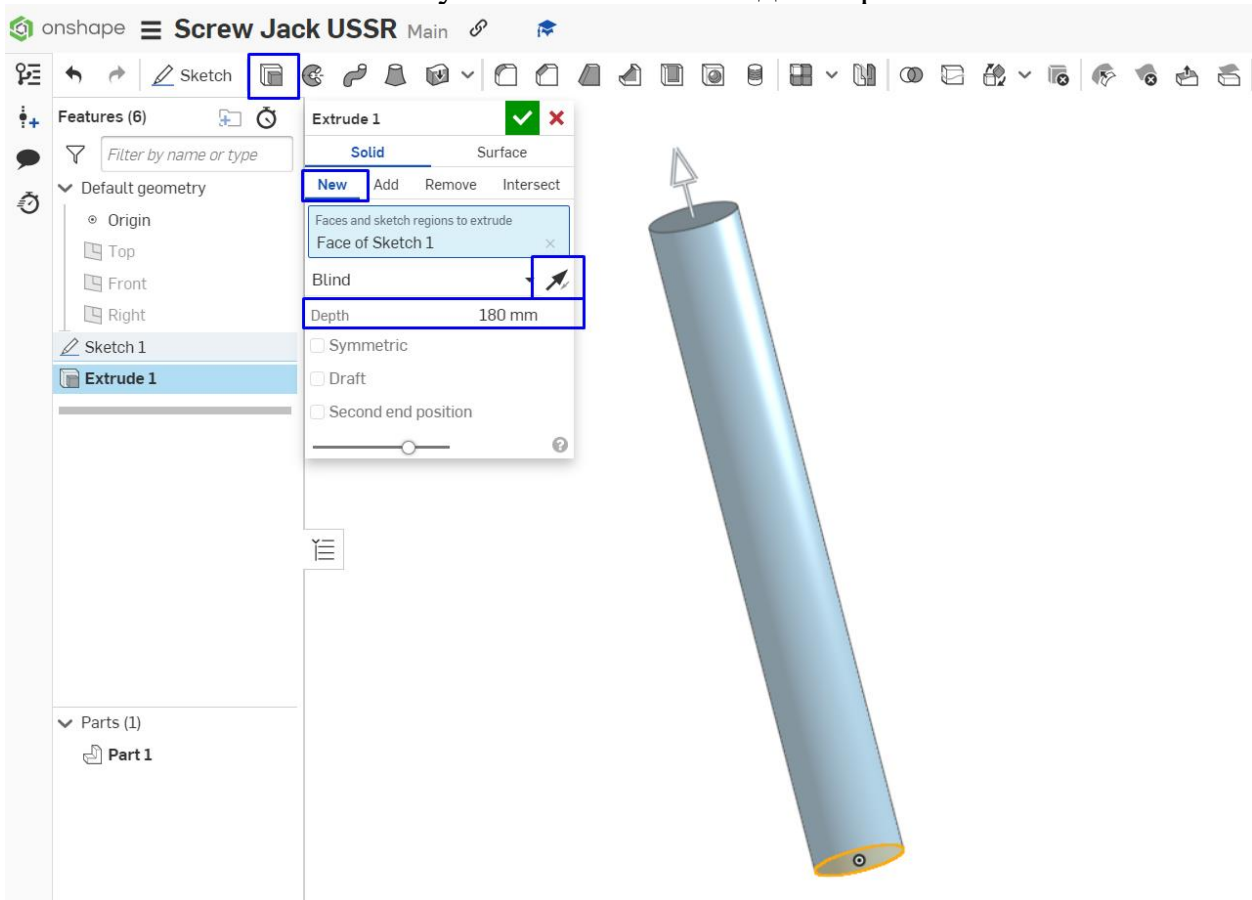 onshape Screw Jack USSR Main
Sketch
Features (6)
Filter by name or type
Default geometry
Origin
Top
Front
Right
Sketch 1
Extrude 1
Extrude 1
Solid Surface
New Add Remove Intersect
Faces and sketch regions to extrude
Face of Sketch 1
Blind
Depth 180 mm
Symmetric
Draft
Second end position
Parts (1)
Part 1